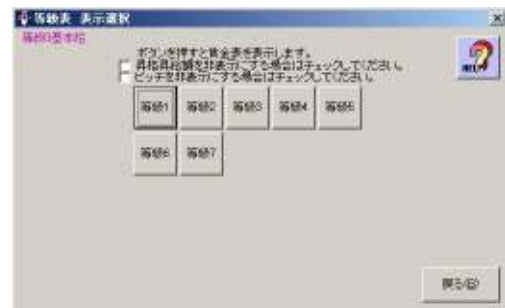 等級表 表示選択
等級別基本給
ボタンを押すと賃金表を表示します。
昇格昇給額を非表示にする場合はチェックしてください。
ピッチを非表示にする場合はチェックしてください。
HELP
等級1 等級2 等級3 等級4 等級5
等級6 等級7
戻る(B)